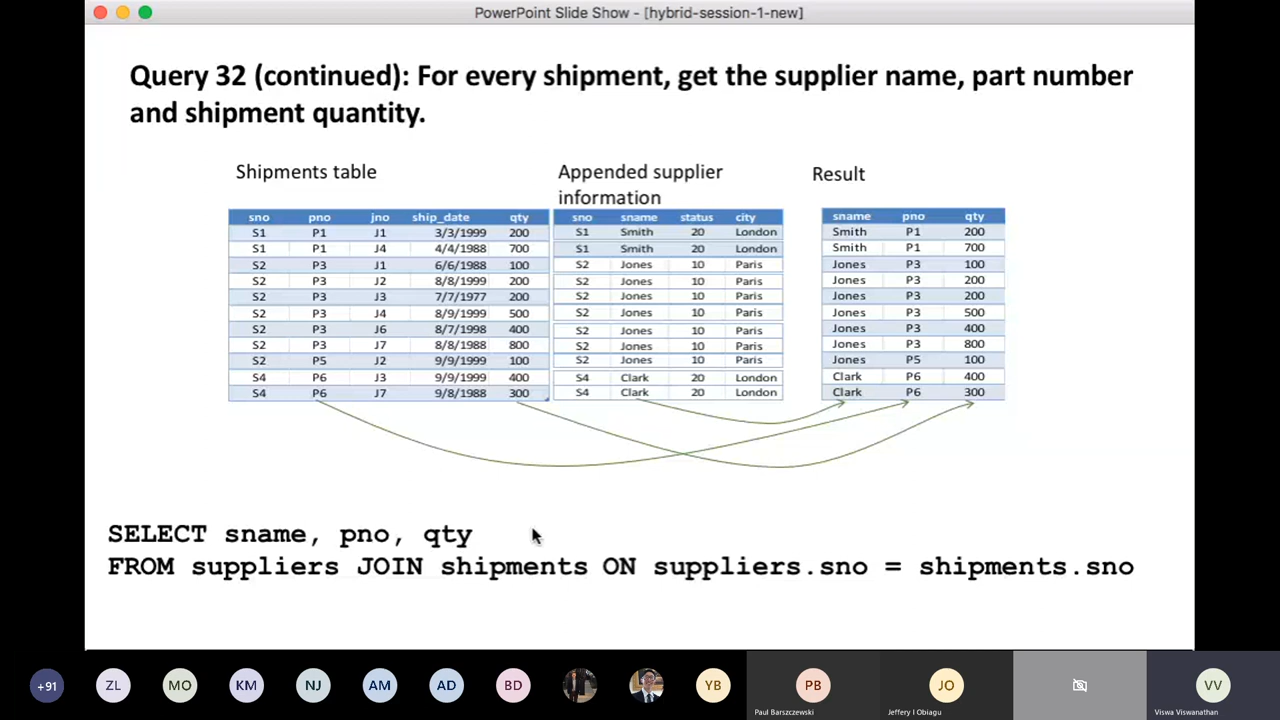 PowerPoint Slide Show - [hybrid-session-1-new]
Query 32 (continued): For every shipment, get the supplier name, part number
and shipment quantity.
Shipments table
Appended supplier
information
Result
sno pno jno ship_date qty sno sname status city sname pno qty
S1 P1 J1 3/3/1999 200 S1 Smith 20 London Smith P1 200
S1 P1 J4 4/4/1988 700 S1 Smith 20 London Smith P1 700
S2 P3 J1 6/6/1988 100 S2 Jones 10 Paris Jones P3 100
S2 P3 J2 8/8/1999 200 S2 Jones 10 Paris Jones P3 200
S2 P3 J3 7/7/1977 200 S2 Jones 10 Paris Jones P3 200
S2 P3 J4 8/9/1999 500 S2 Jones 10 Paris Jones P3 500
S2 P3 J6 8/7/1998 400 S2 Jones 10 Paris Jones P3 400
S2 P3 J7 8/8/1988 800 S2 Jones 10 Paris Jones P3 800
S2 P5 J2 9/9/1999 100 S2 Jones 10 Paris Jones P5 100
S4 P6 J3 9/9/1999 400 S4 Clark 20 London Clark P6 400
S4 P6 J7 9/8/1988 300 S4 Clark 20 London Clark P6 300
SELECT sname, pno, qty
FROM suppliers JOIN shipments ON suppliers.sno = shipments.sno
+91 ZL MO KM NJ AM AD BD YB PB JO VV
Paul Barszczewski Jeffery I Obiagu Viswa Viswanathan